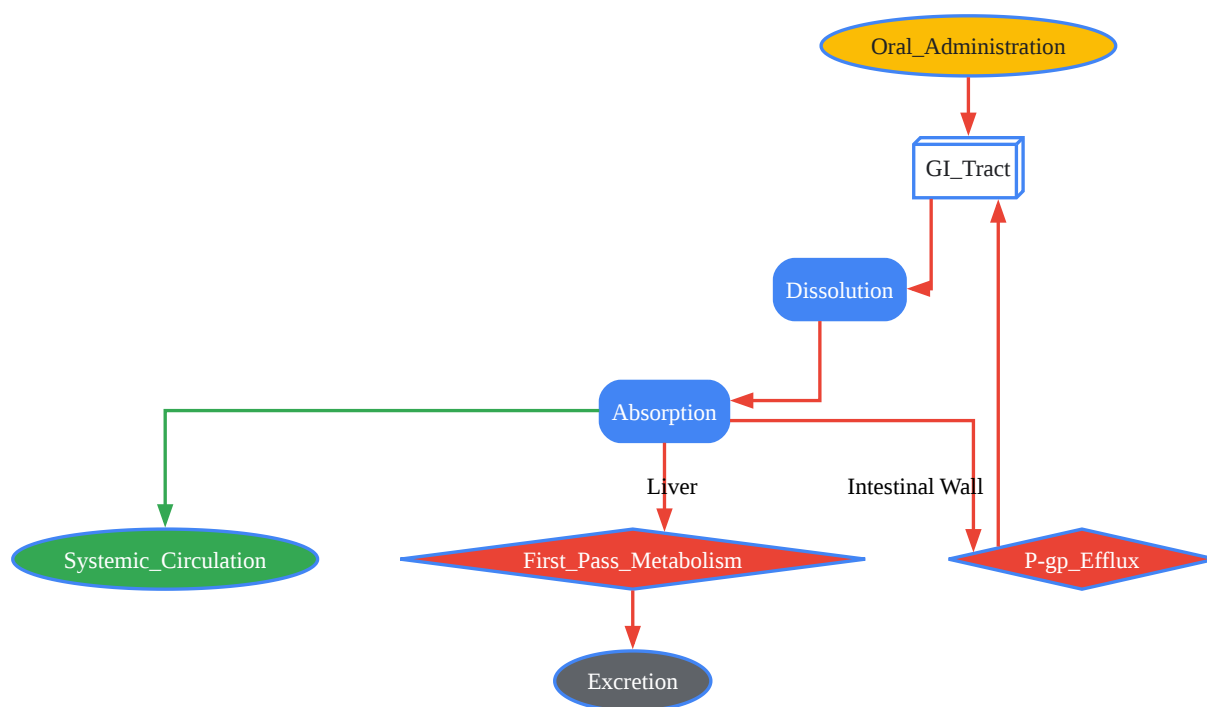 Oral_Administration
GI_Tract
Dissolution
Absorption
Liver
Intestinal Wall
Systemic_Circulation
First_Pass_Metabolism
P-gp_Efflux
Excretion